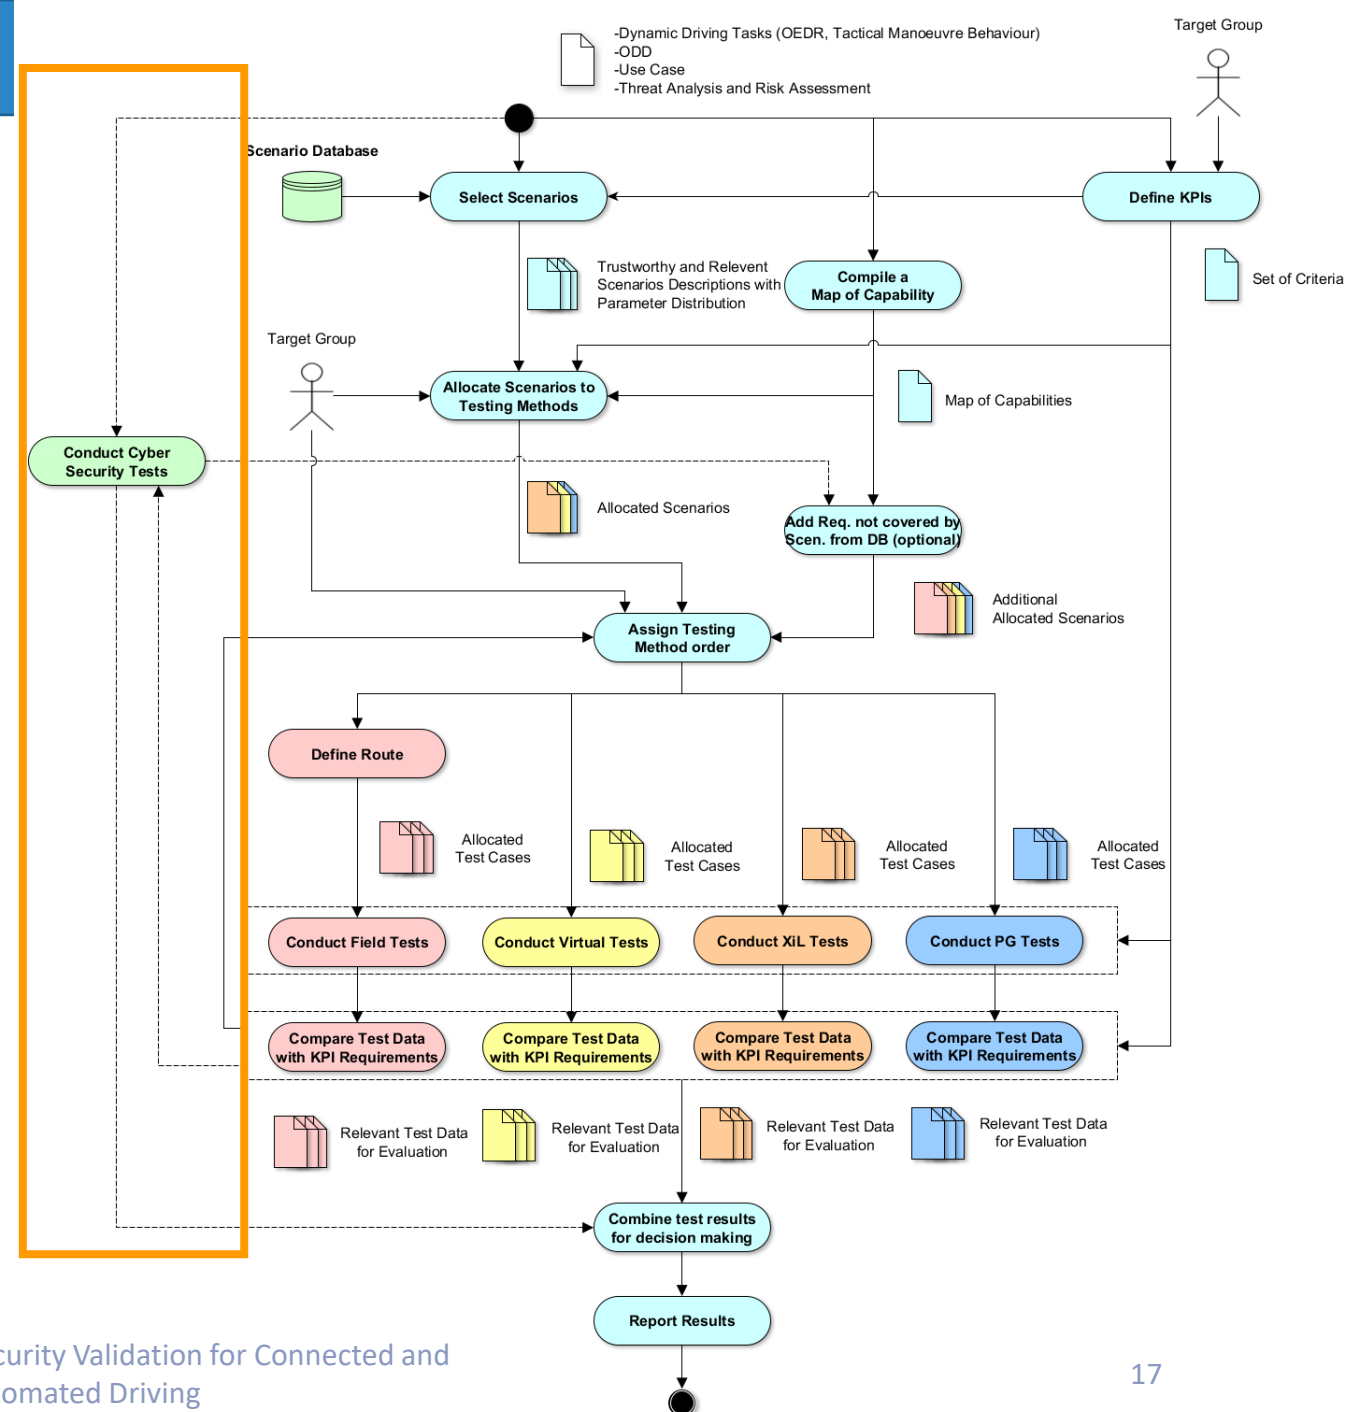 -Dynamic Driving Tasks (OEDR, Tactical Manoeuvre Behaviour)
-ODD
-Use Case
-Threat Analysis and Risk Assessment
Target Group
Scenario Database
Select Scenarios
Define KPIs
Trustworthy and Relevent
Scenarios Descriptions with
Parameter Distribution
Compile a
Map of Capability
Set of Criteria
Target Group
Allocate Scenarios to
Testing Methods
Map of Capabilities
Conduct Cyber
Security Tests
Allocated Scenarios
Add Req. not covered by
Scen. from DB (optional)
Additional
Allocated Scenarios
Assign Testing
Method order
Define Route
Allocated
Test Cases
Allocated
Test Cases
Allocated
Test Cases
Allocated
Test Cases
Conduct Field Tests
Conduct Virtual Tests
Conduct XiL Tests
Conduct PG Tests
Compare Test Data
with KPI Requirements
Compare Test Data
with KPI Requirements
Compare Test Data
with KPI Requirements
Compare Test Data
with KPI Requirements
Relevant Test Data
for Evaluation
Relevant Test Data
for Evaluation
Relevant Test Data
for Evaluation
Relevant Test Data
for Evaluation
Combine test results
for decision making
Report Results
curity Validation for Connected and
tomated Driving
17